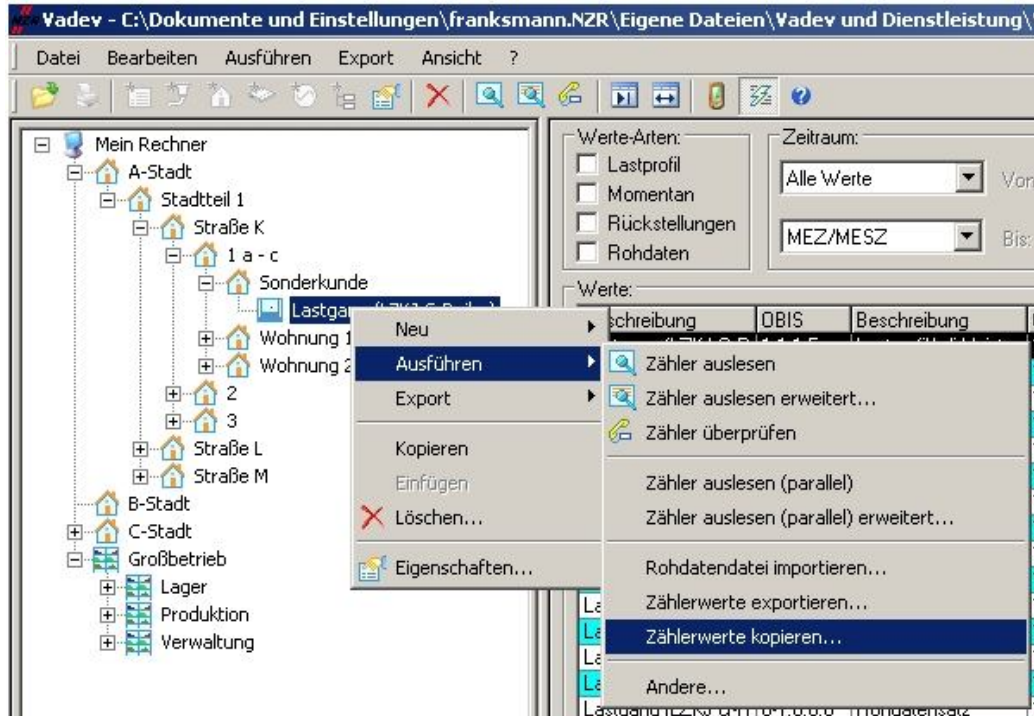 Vadev - C:\Dokumente und Einstellungen\franksmann.NZR\Eigene Dateien\Vadev und Dienstleistung\
Datei Bearbeiten Ausführen Export Ansicht ?
Mein Rechner
A-Stadt
Stadtteil 1
Straße K
1 a - c
Sonderkunde
Wohnung 1
Wohnung 2
2
3
Straße L
Straße M
B-Stadt
C-Stadt
Großbetrieb
Lager
Produktion
Verwaltung
Werte-Arten:
Lastprofil
Momentan
Rückstellungen
Rohdaten
Zeitraum:
Alle Werte Von
MEZ/MESZ Bis:
Werte:
OBIS Beschreibung
Neu
Ausführen
Export
Kopieren
Einfügen
Löschen...
Eigenschaften...
Zähler auslesen
Zähler auslesen erweitert...
Zähler überprüfen
Zähler auslesen (parallel)
Zähler auslesen (parallel) erweitert...
Rohdatendatei importieren...
Zählerwerte exportieren...
Zählerwerte kopieren...
Andere...